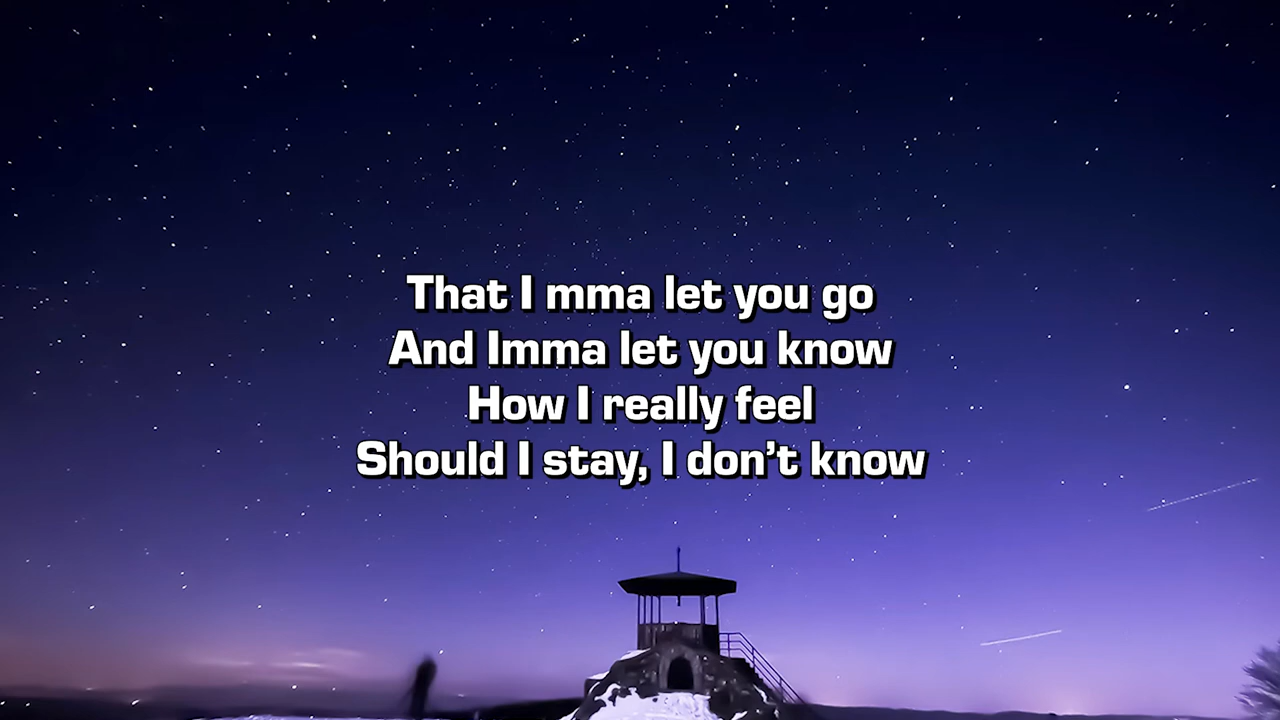 That I mma let you go
And Imma let you know
How I really feel
Should I stay, I don’t know